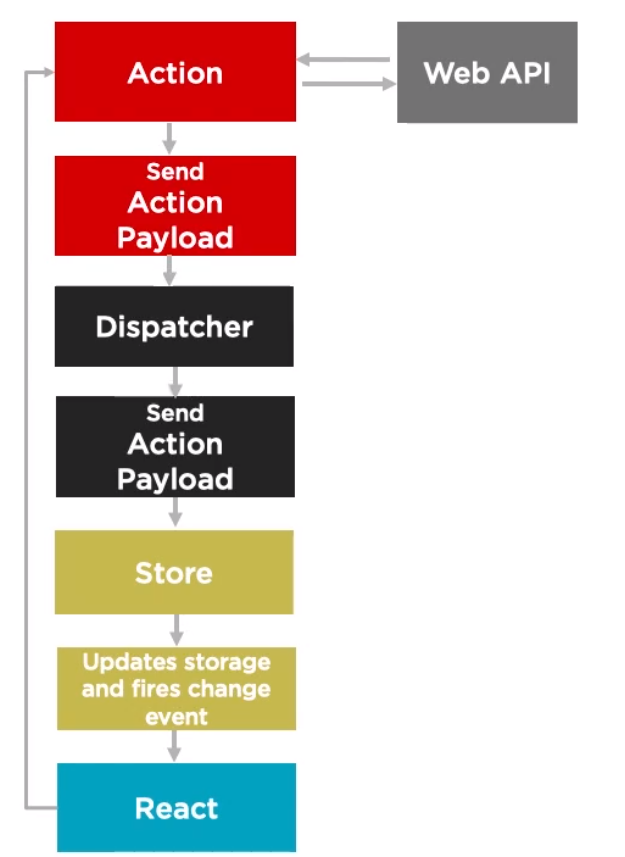 Action
Web API
Send
Action
Payload
Dispatcher
Send
Action
Payload
Store
Updates storage
and fires change
event
React